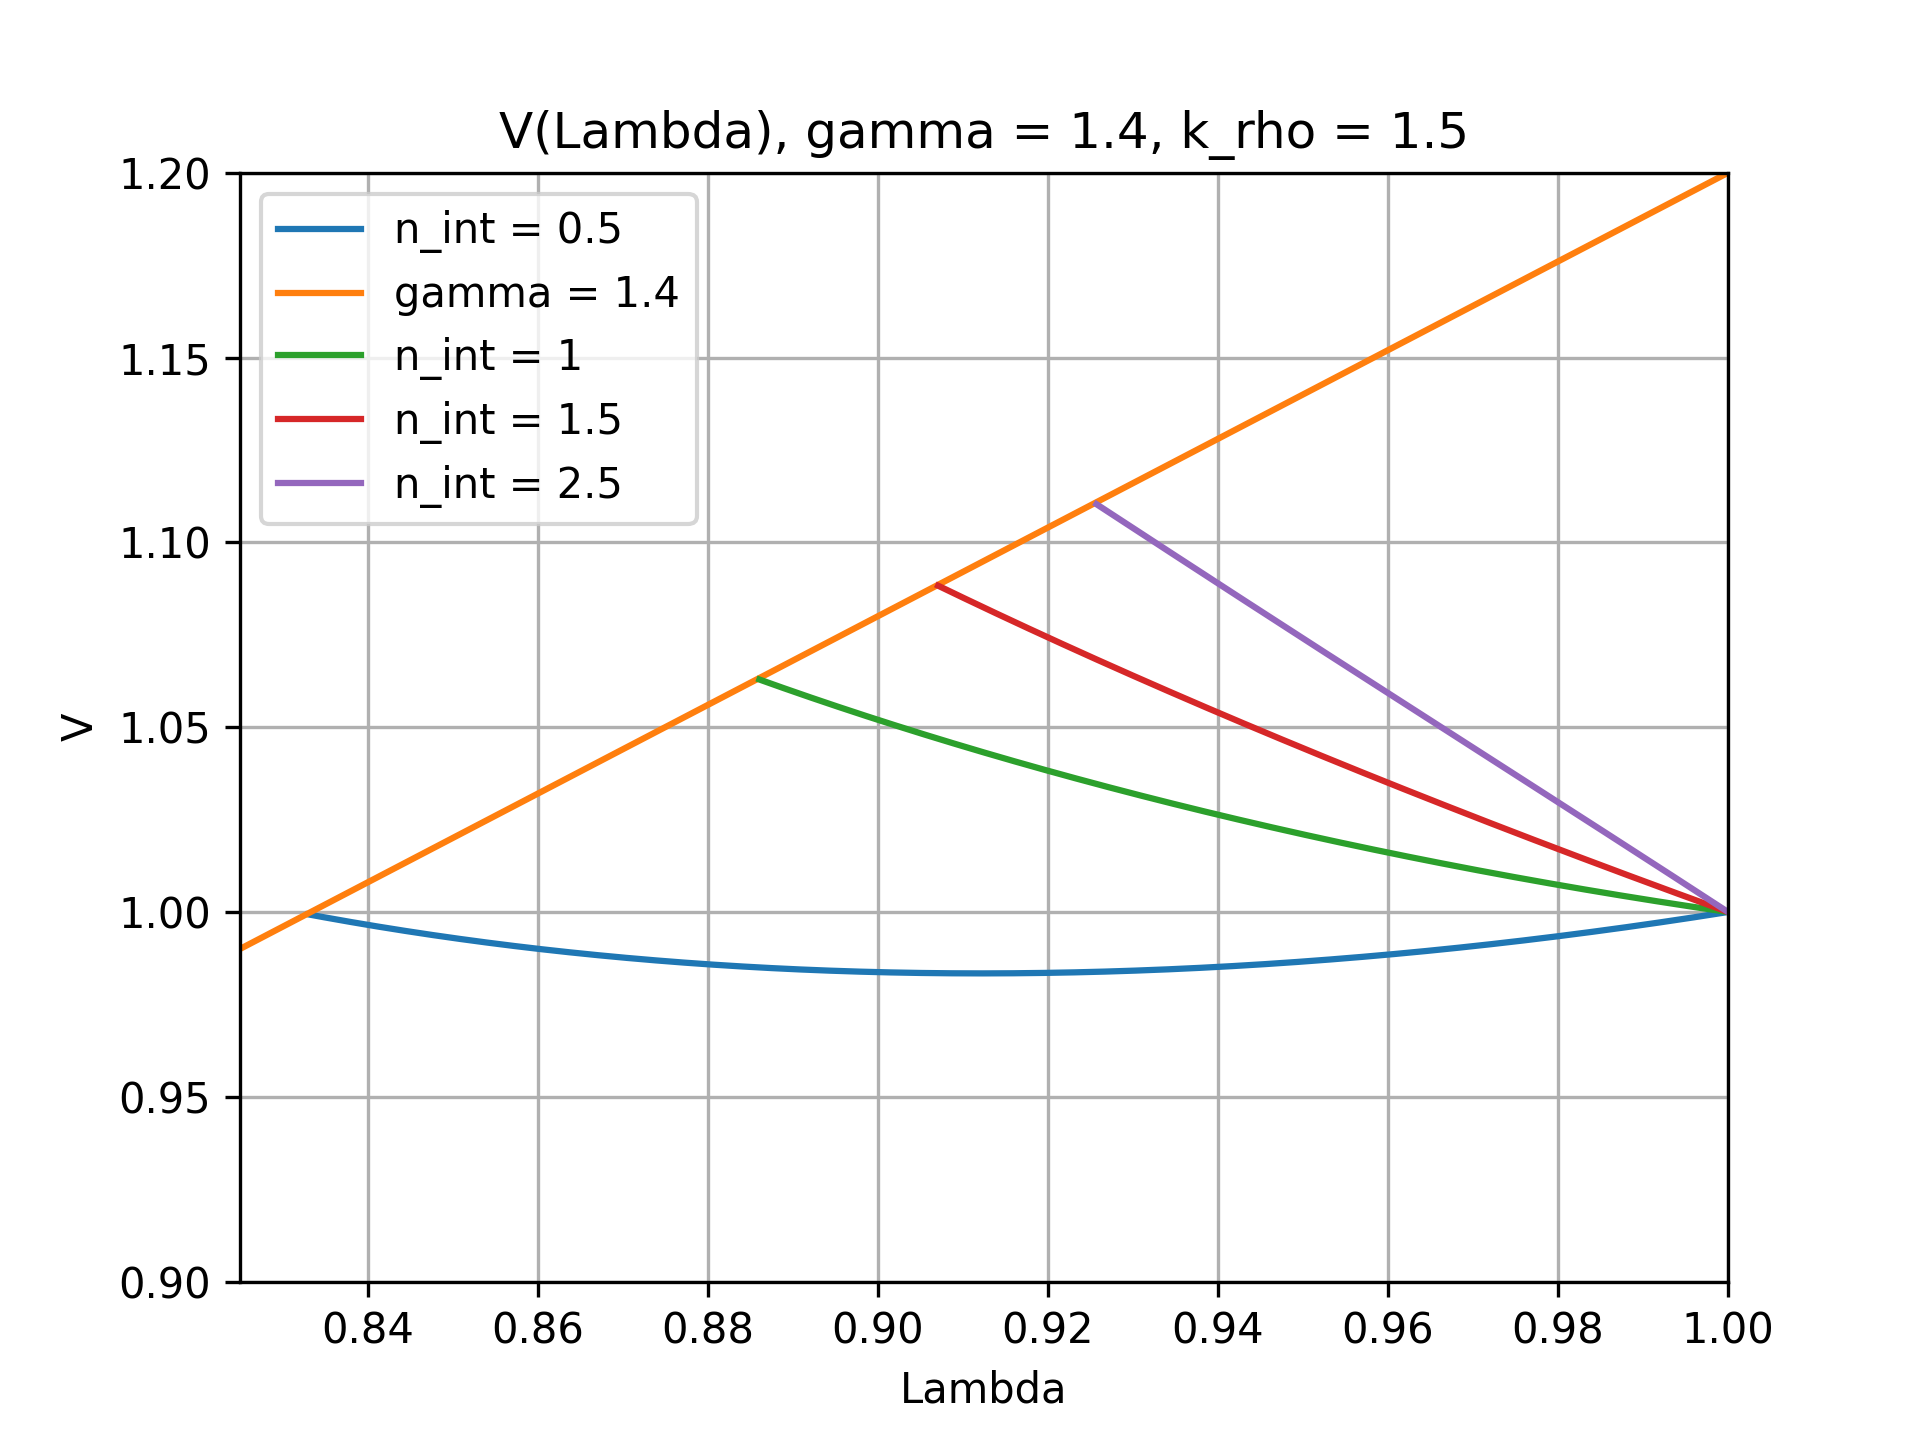 V(Lambda), gamma = 1.4, k_rho = 1.5
1.20
1.15
1.10
1.05
1.00
0.95
0.90
V
n_int = 0.5
gamma = 1.4
n_int = 1
n_int = 1.5
n_int = 2.5
0.84 0.86 0.88 0.90 0.92 0.94 0.96 0.98 1.00
Lambda